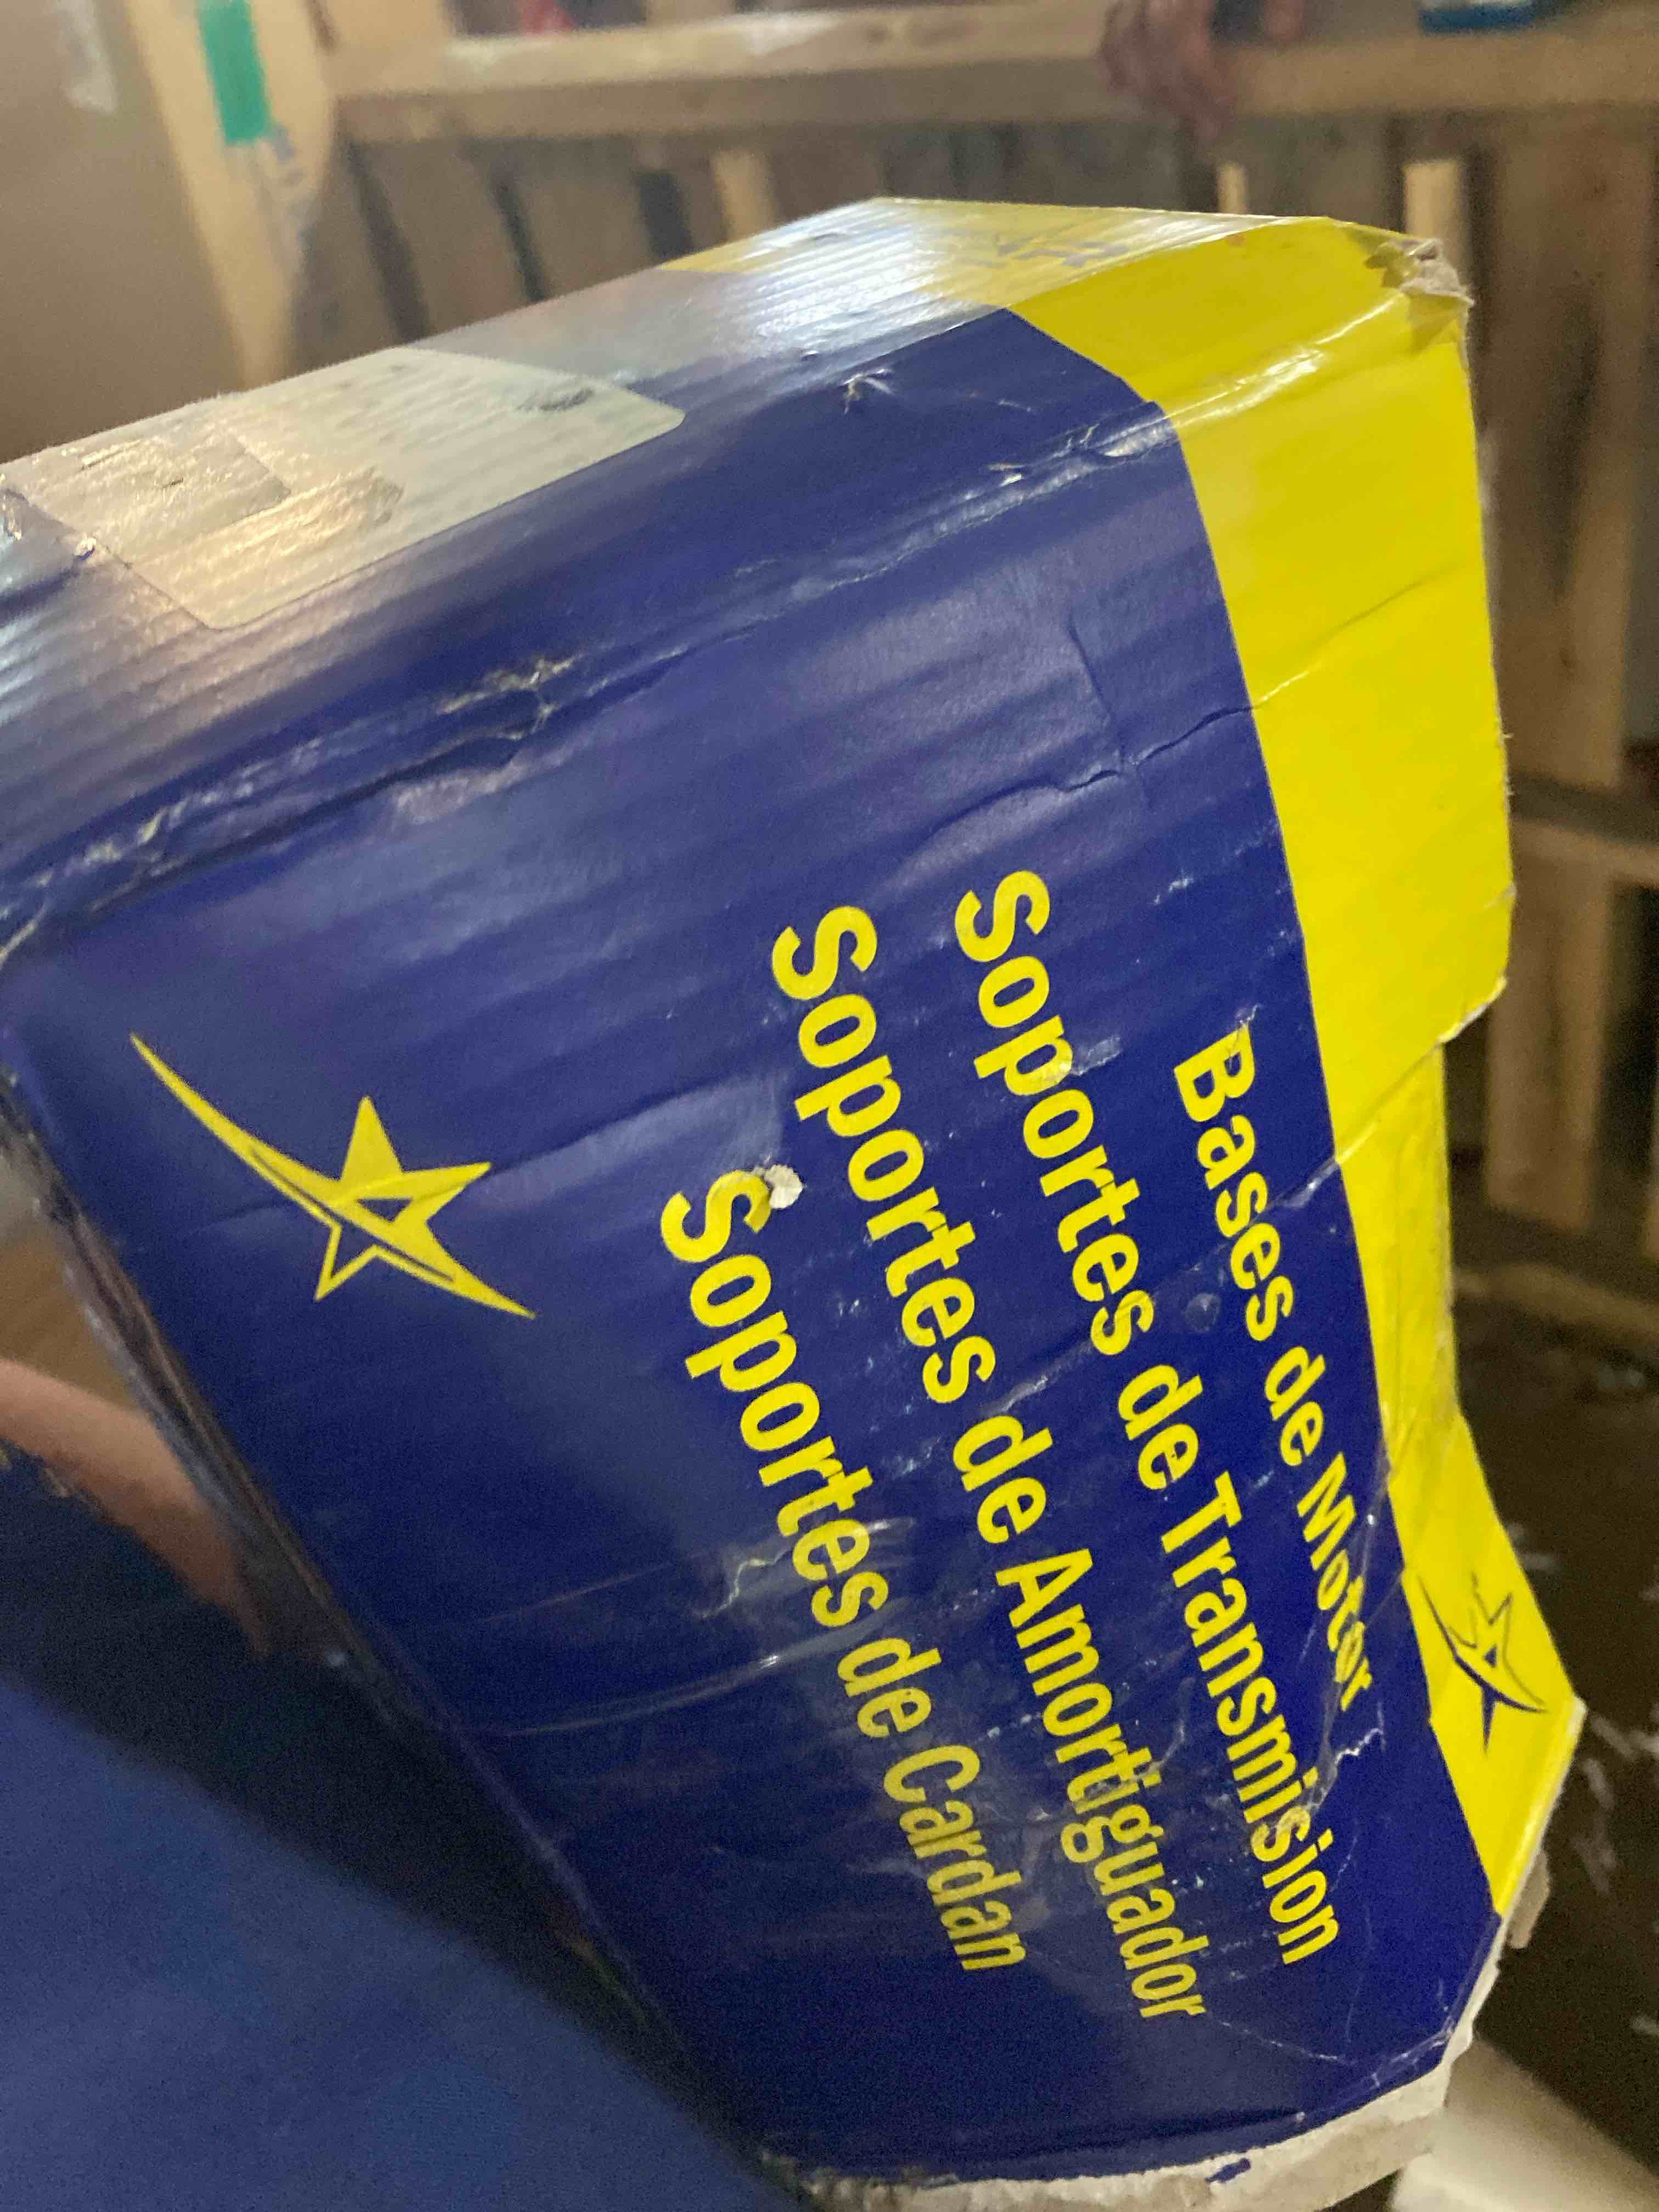 Bases de Motor
Soportes de Transmision
Soportes de Amortiguador
Soportes de Cardan